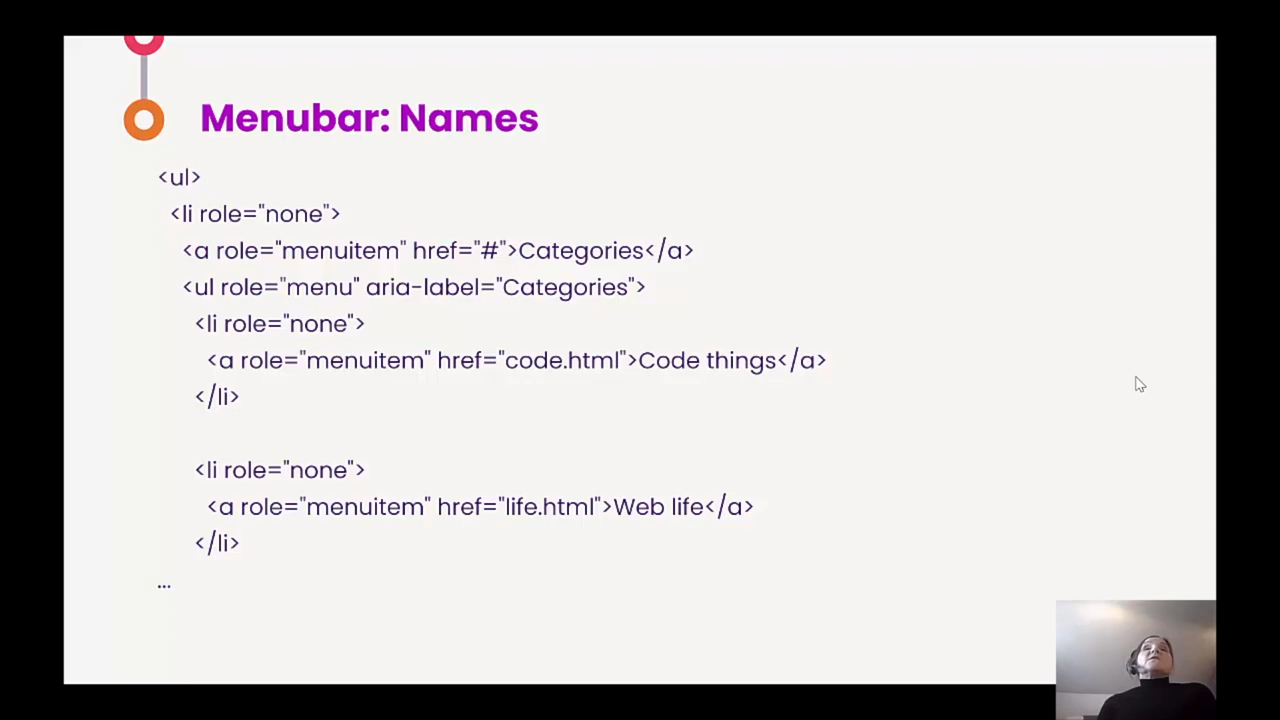 Menubar: Names
<ul>
<li role="none">
<a role="menuitem" href="#">Categories</a>
<ul role="menu" aria-label="Categories">
<li role="none">
<a role="menuitem" href="code.html">Code things</a>
</li>
<li role="none">
<a role="menuitem" href="life.html">Web life</a>
</li>
...